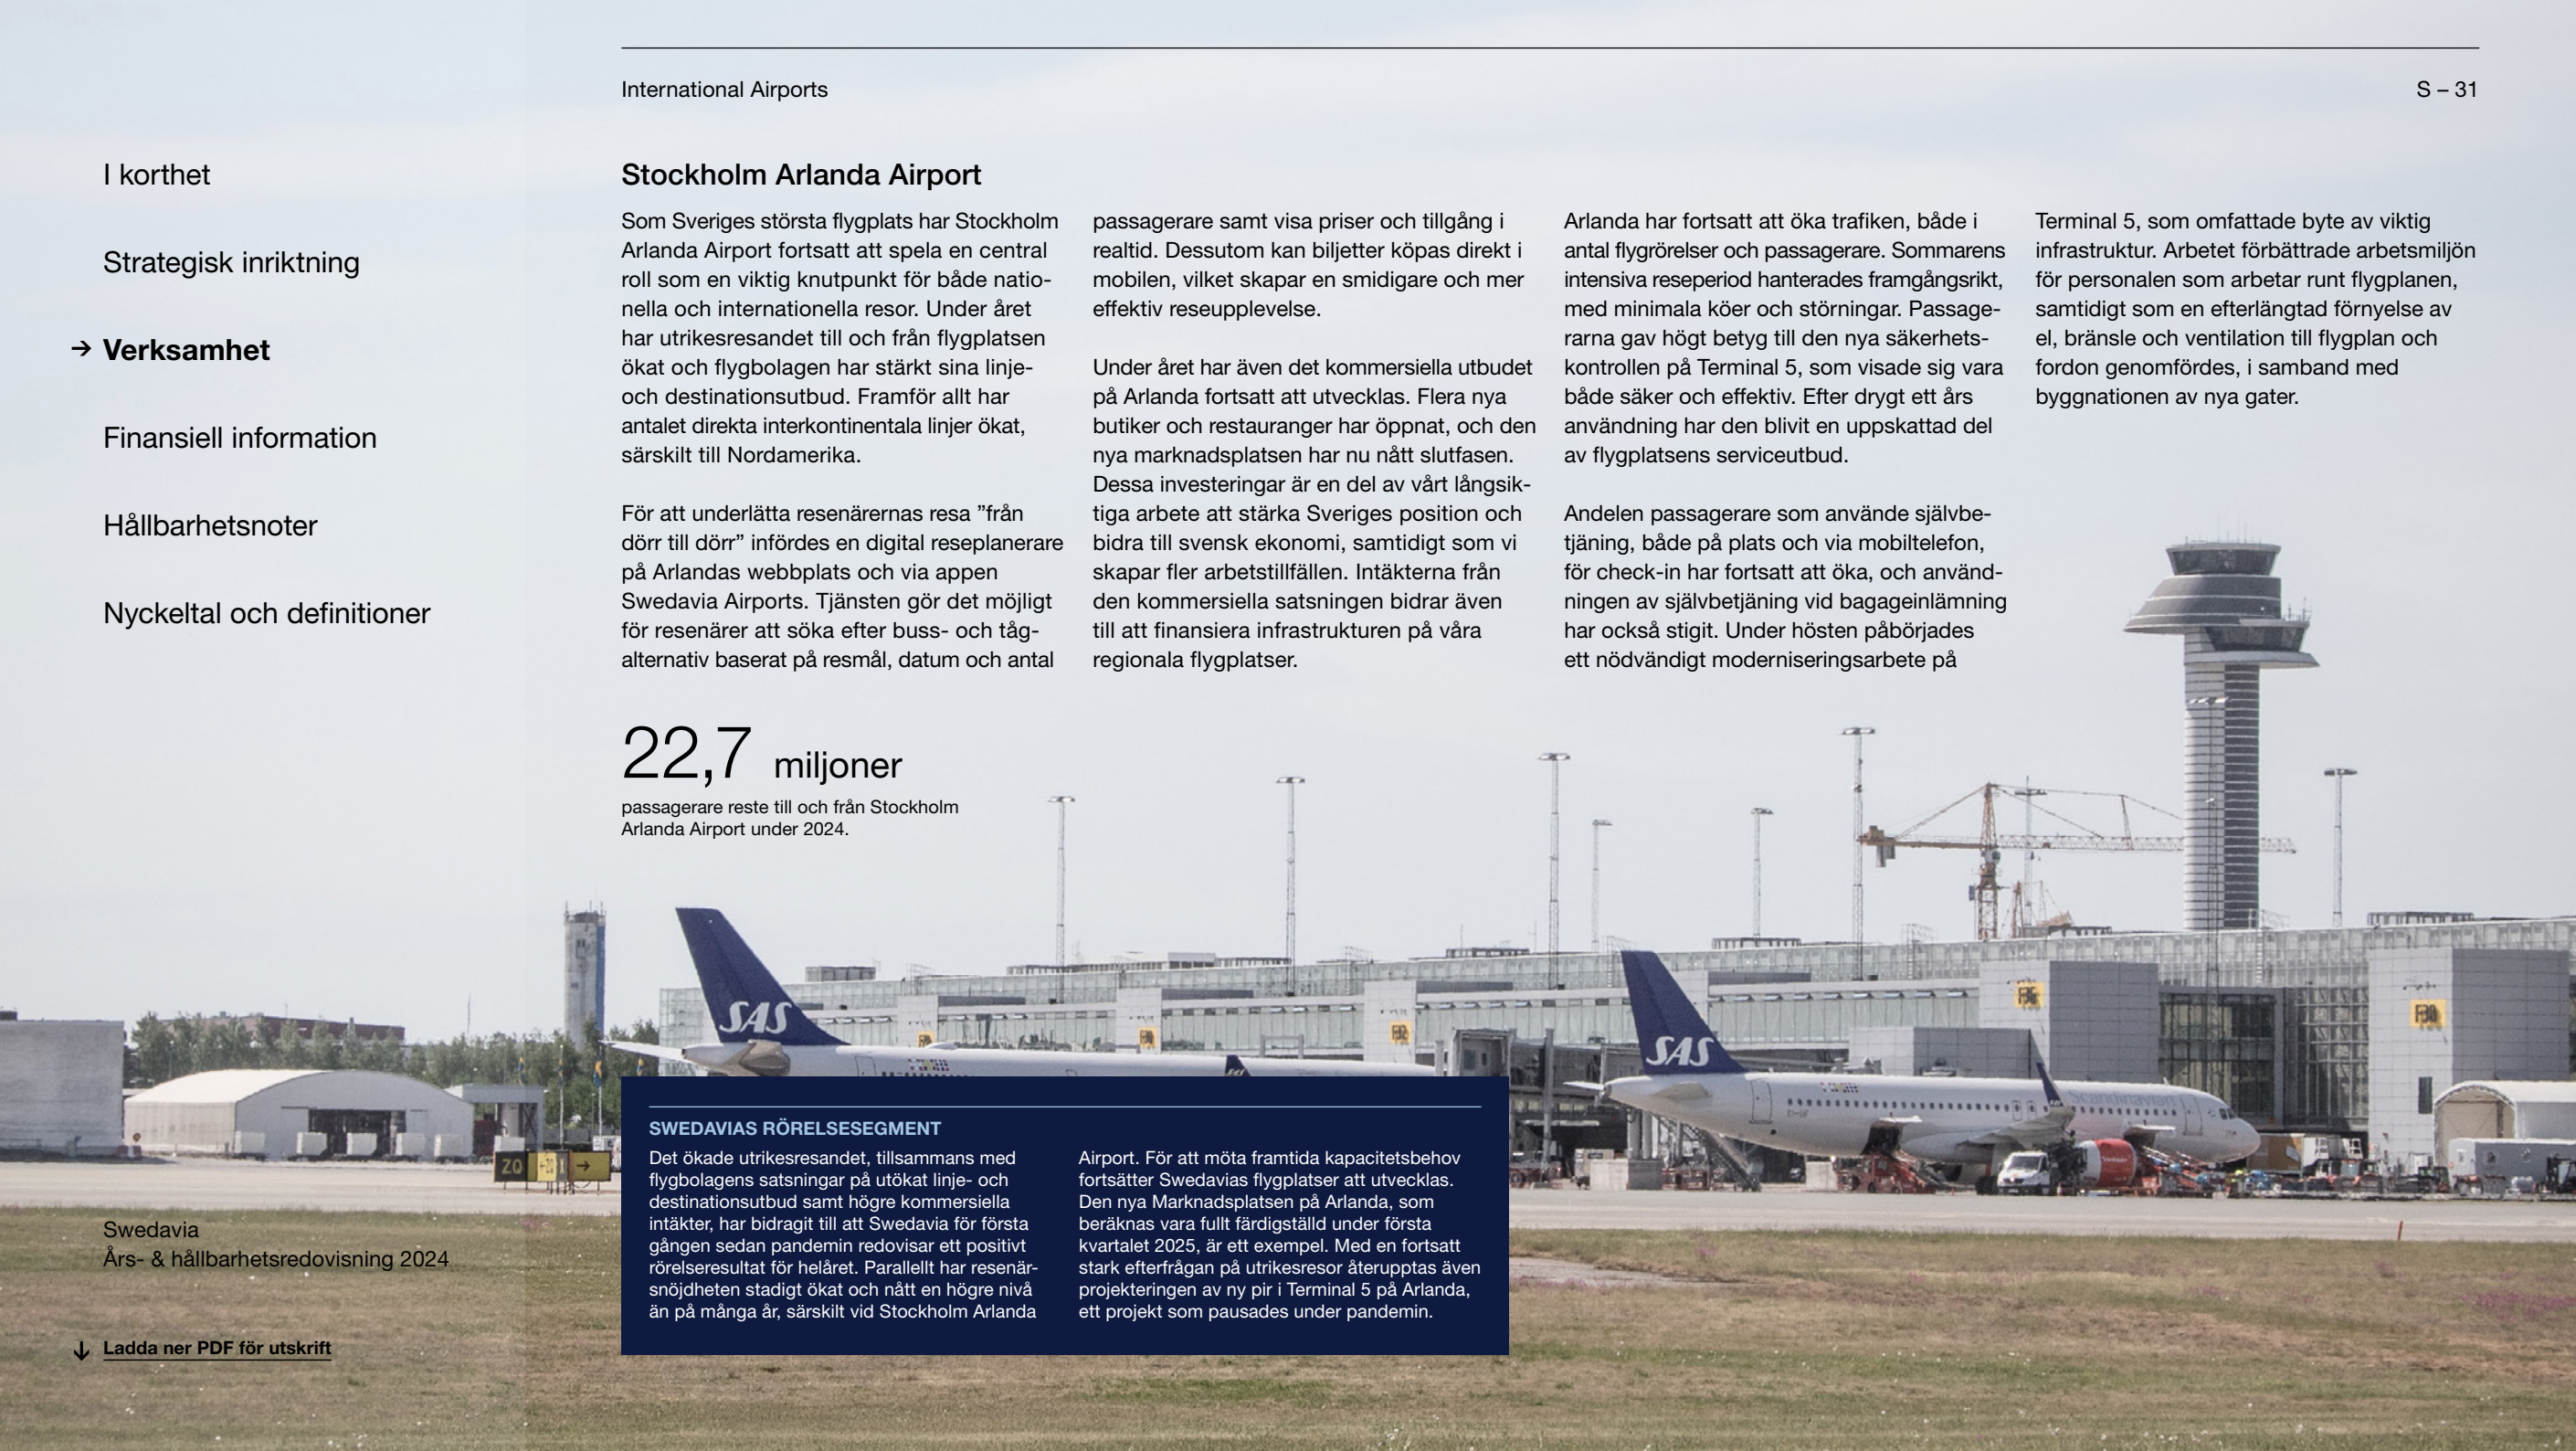 International Airports
S – 31
I korthet
Strategisk inriktning
→ Verksamhet
Finansiell information
Hållbarhetsnoter
Nyckeltal och definitioner
Stockholm Arlanda Airport
Som Sveriges största flygplats har Stockholm
Arlanda Airport fortsatt att spela en central
roll som en viktig knutpunkt för både natio-
nella och internationella resor. Under året
har utrikesresandet till och från flygplatsen
ökat och flygbolagen har stärkt sina linje-
och destinationsutbud. Framför allt har
antalet direkta interkontinentala linjer ökat,
särskilt till Nordamerika.
För att underlätta resenärernas resa ”från
dörr till dörr” infördes en digital reseplanerare
på Arlandas webbplats och via appen
Swedavia Airports. Tjänsten gör det möjligt
för resenärer att söka efter buss- och tåg-
alternativ baserat på resmål, datum och antal
passagerare samt visa priser och tillgång i
realtid. Dessutom kan biljetter köpas direkt i
mobilen, vilket skapar en smidigare och mer
effektiv reseupplevelse.
Under året har även det kommersiella utbudet
på Arlanda fortsatt att utvecklas. Flera nya
butiker och restauranger har öppnat, och den
nya marknadsplatsen har nu nått slutfasen.
Dessa investeringar är en del av vårt långsik-
tiga arbete att stärka Sveriges position och
bidra till svensk ekonomi, samtidigt som vi
skapar fler arbetstillfällen. Intäkterna från
den kommersiella satsningen bidrar även
till att finansiera infrastrukturen på våra
regionala flygplatser.
Arlanda har fortsatt att öka trafiken, både i
antal flygrörelser och passagerare. Sommarens
intensiva reseperiod hanterades framgångsrikt,
med minimala köer och störningar. Passage-
rarna gav högt betyg till den nya säkerhets-
kontrollen på Terminal 5, som visade sig vara
både säker och effektiv. Efter drygt ett års
användning har den blivit en uppskattad del
av flygplatsens serviceutbud.
Andelen passagerare som använde självbe-
tjäning, både på plats och via mobiltelefon,
för check-in har fortsatt att öka, och använd-
ningen av självbetjäning vid bagageinlämning
har också stigit. Under hösten påbörjades
ett nödvändigt moderniseringsarbete på
Terminal 5, som omfattade byte av viktig
infrastruktur. Arbetet förbättrade arbetsmiljön
för personalen som arbetar runt flygplanen,
samtidigt som en efterlängtad förnyelse av
el, bränsle och ventilation till flygplan och
fordon genomfördes, i samband med
byggnationen av nya gater.
22,7 miljoner
passagerare reste till och från Stockholm
Arlanda Airport under 2024.
SAS
SAS
Scandinavian
ZO
SWEDAVIAS RÖRELSESEGMENT
Det ökade utrikesresandet, tillsammans med
flygbolagens satsningar på utökat linje- och
destinationsutbud samt högre kommersiella
intäkter, har bidragit till att Swedavia för första
gången sedan pandemin redovisar ett positivt
rörelseresultat för helåret. Parallellt har resenär-
snöjdheten stadigt ökat och nått en högre nivå
än på många år, särskilt vid Stockholm Arlanda
Airport. För att möta framtida kapacitetsbehov
fortsätter Swedavias flygplatser att utvecklas.
Den nya Marknadsplatsen på Arlanda, som
beräknas vara fullt färdigställd under första
kvartalet 2025, är ett exempel. Med en fortsatt
stark efterfrågan på utrikesresor återupptas även
projekteringen av ny pir i Terminal 5 på Arlanda,
ett projekt som pausades under pandemin.
Swedavia
Års- & hållbarhetsredovisning 2024
↓ Ladda ner PDF för utskrift